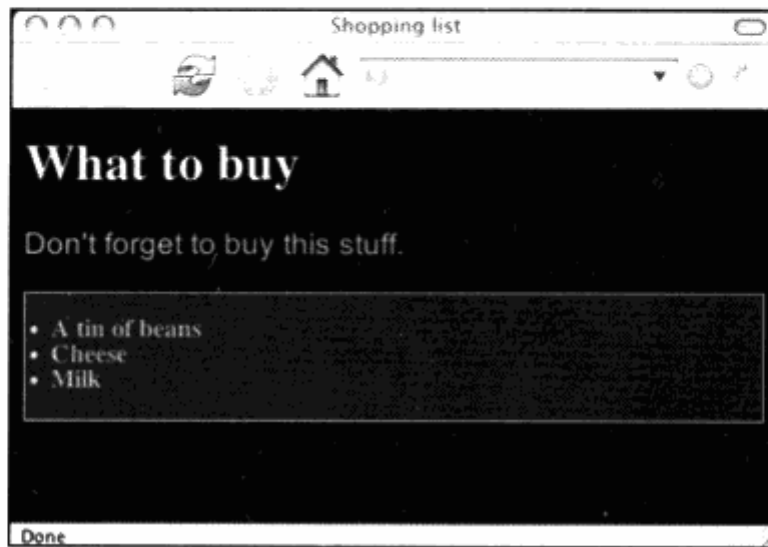 Shopping list
What to buy
Don't forget to buy this stuff.
• A tin of beans
• Cheese
• Milk
Done